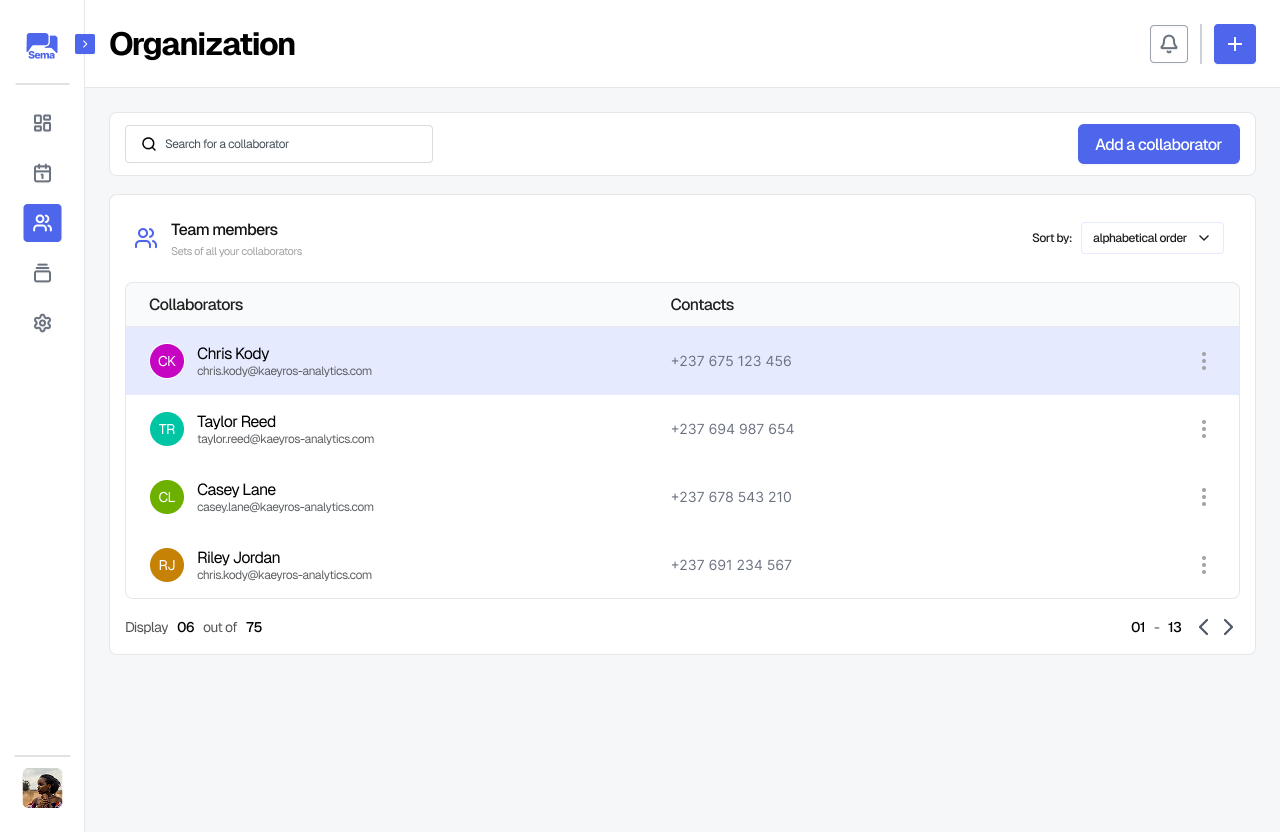 Sema
Organization
Search for a collaborator
Add a collaborator
Team members
Sets of all your collaborators
Sort by:
alphabetical order
Collaborators
Contacts
CK
Chris Kody
chris.kody@kaeyros-analytics.com
+237 675 123 456
TR
Taylor Reed
taylor.reed@kaeyros-analytics.com
+237 694 987 654
CL
Casey Lane
casey.lane@kaeyros-analytics.com
+237 678 543 210
RJ
Riley Jordan
chris.kody@kaeyros-analytics.com
+237 691 234 567
Display 06 out of 75
01 - 13